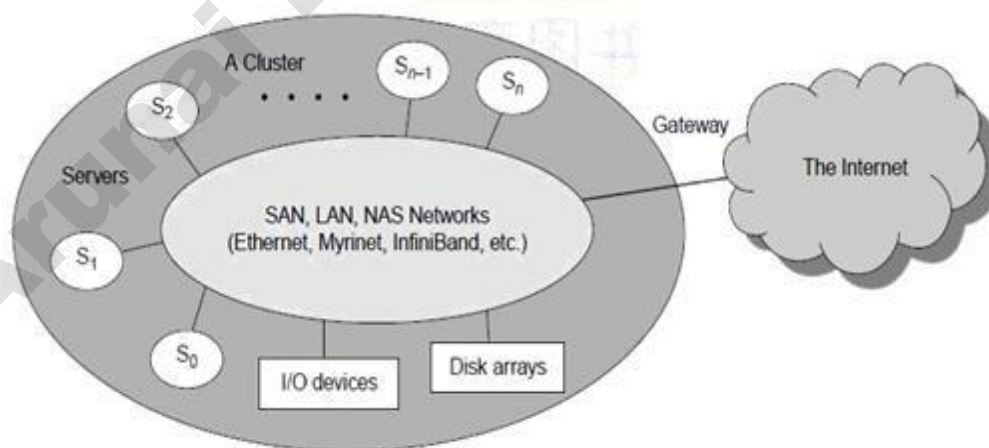 A Cluster
S₂
. . . .
Sₙ₋₁
Sₙ
Gateway
The Internet
Servers
SAN, LAN, NAS Networks
(Ethernet, Myrinet, InfiniBand, etc.)
S₁
S₀
I/O devices
Disk arrays